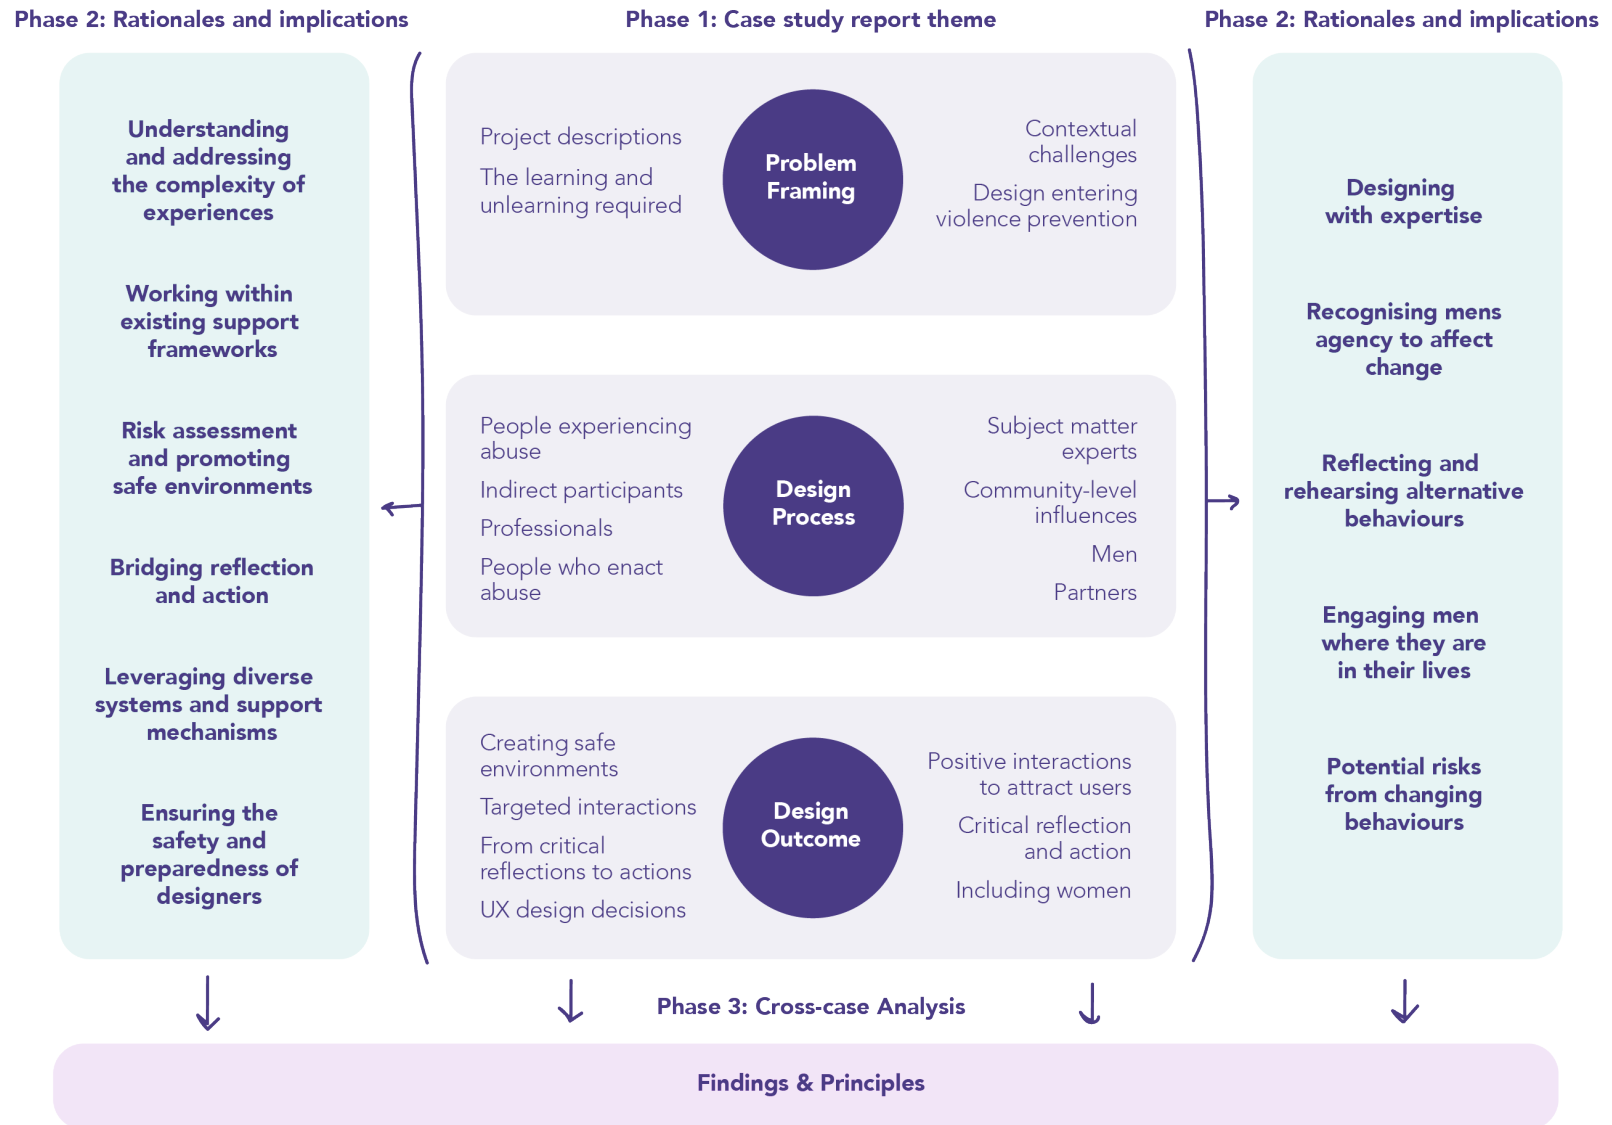 Phase 2: Rationales and implications
Understanding
and addressing
the complexity of
experiences
Working within
existing support
frameworks
Risk assessment
and promoting
safe environments
Bridging reflection
and action
Leveraging diverse
systems and support
mechanisms
Ensuring the
safety and
preparedness of
designers
Phase 1: Case study report theme
Project descriptions
The learning and
unlearning required
Problem
Framing
Contextual
challenges
Design entering
violence prevention
People experiencing
abuse
Indirect participants
Professionals
People who enact
abuse
Design
Process
Subject matter
experts
Community-level
influences
Men
Partners
Creating safe
environments
Targeted interactions
From critical
reflections to actions
UX design decisions
Design
Outcome
Positive interactions
to attract users
Critical reflection
and action
Including women
Phase 2: Rationales and implications
Designing
with expertise
Recognising mens
agency to affect
change
Reflecting and
rehearsing alternative
behaviours
Engaging men
where they are
in their lives
Potential risks
from changing
behaviours
Phase 3: Cross-case Analysis
Findings & Principles